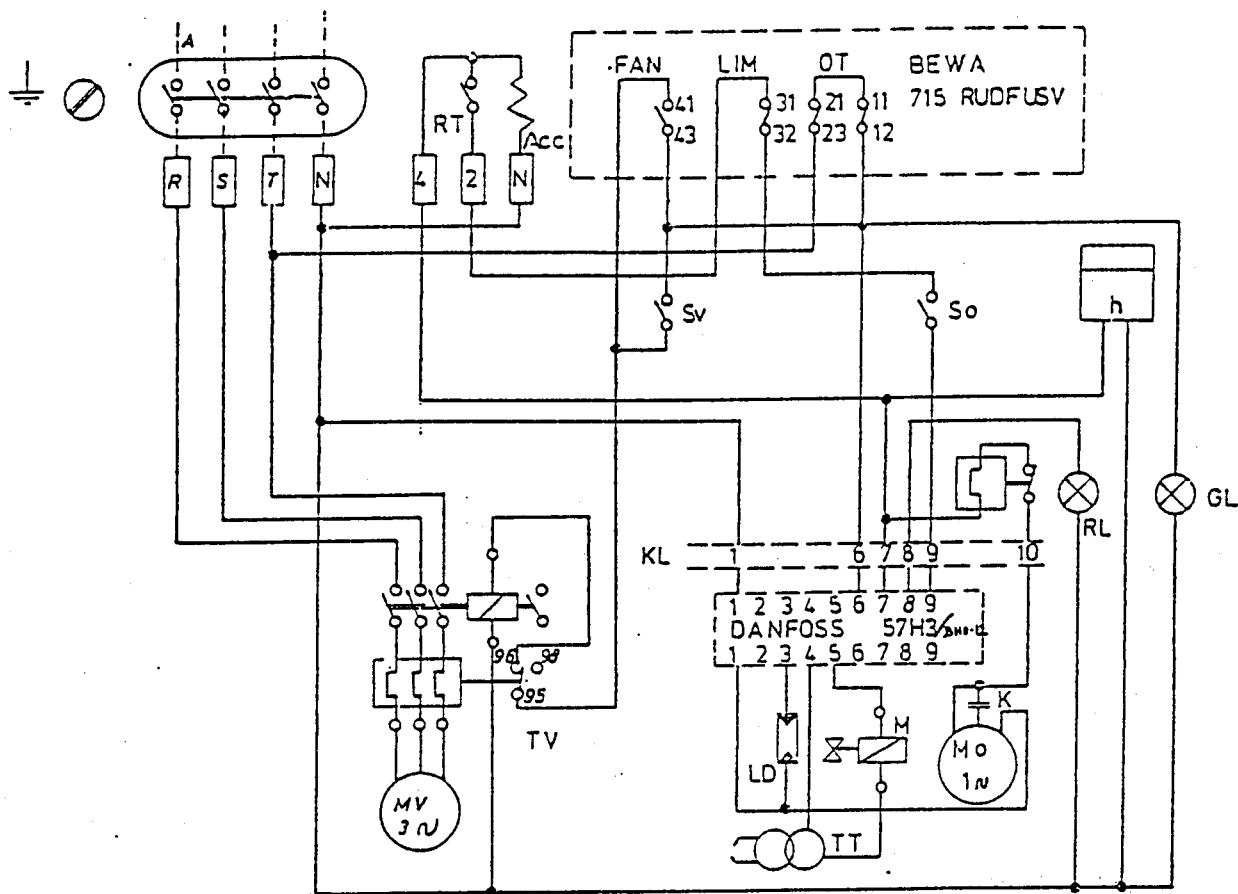 A
FAN LIM OT BEWA
715 RUDFUSV
41 31 21 11
43 32 23 12
RT
Acc
R S T N 4 2 N
Sv
So
h
GL
RL
KL 1 6 7 8 9 10
1 2 3 4 5 6 7 8 9
DANFOSS 57H3/BHO-12
1 2 3 4 5 6 7 8 9
96 98
95
TV
K
M
LD
MO
1~
MV
3~
TT